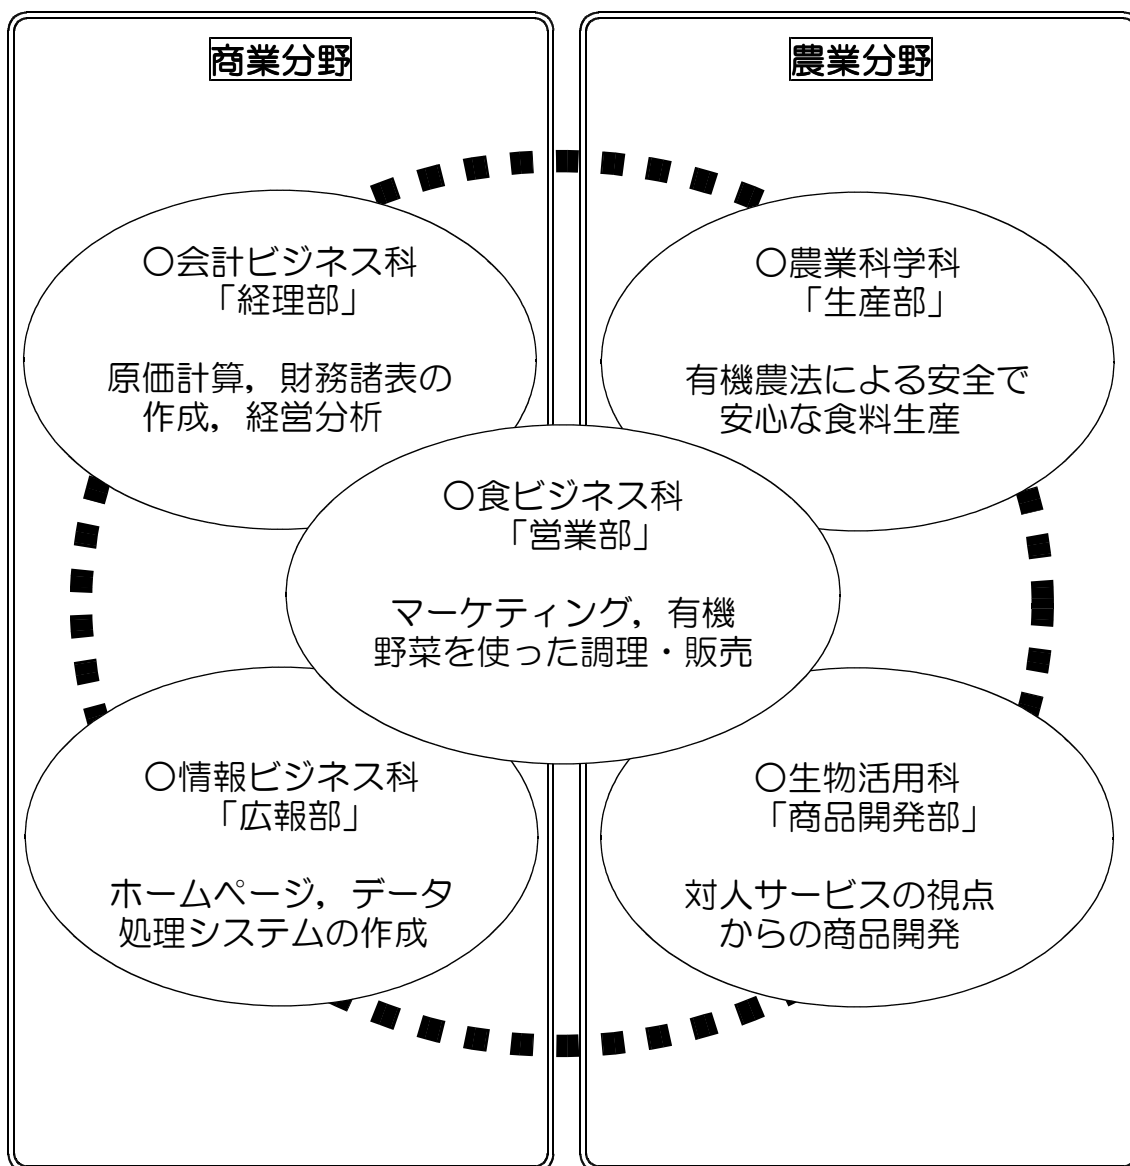 商業分野
農業分野
〇会計ビジネス科
「経理部」
原価計算，財務諸表の
作成，経営分析
〇農業科学科
「生産部」
有機農法による安全で
安心な食料生産
〇食ビジネス科
「営業部」
マーケティング，有機
野菜を使った調理・販売
〇情報ビジネス科
「広報部」
ホームページ，データ
処理システムの作成
〇生物活用科
「商品開発部」
対人サービスの視点
からの商品開発